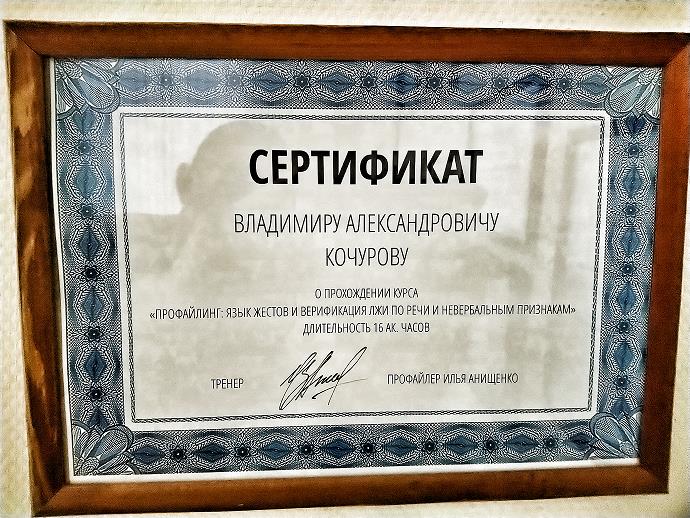 СЕРТИФИКАТ
ВЛАДИМИРУ АЛЕКСАНДРОВИЧУ
КОЧУРОВУ
О ПРОХОЖДЕНИИ КУРСА
«ПРОФАЙЛИНГ: ЯЗЫК ЖЕСТОВ И ВЕРИФИКАЦИЯ ЛЖИ ПО РЕЧИ И НЕВЕРБАЛЬНЫМ ПРИЗНАКАМ»
ДЛИТЕЛЬНОСТЬ 16 АК. ЧАСОВ
ТРЕНЕР ПРОФАЙЛЕР ИЛЬЯ АНИЩЕНКО